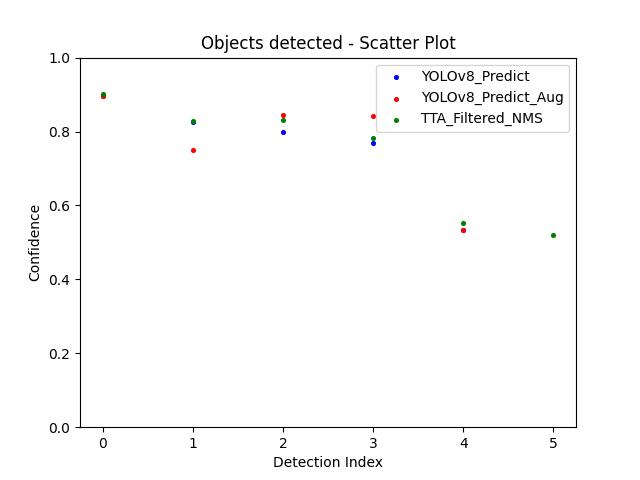 Objects detected - Scatter Plot
1.0
0.8
0.6
0.4
0.2
0.0
Confidence
YOLOv8_Predict
YOLOv8_Predict_Aug
TTA_Filtered_NMS
0 1 2 3 4 5
Detection Index